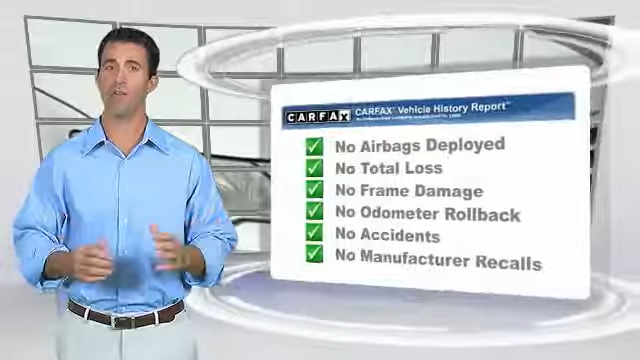 CARFAX CARFAX™ Vehicle History Report™
No Airbags Deployed
No Total Loss
No Frame Damage
No Odometer Rollback
No Accidents
No Manufacturer Recalls